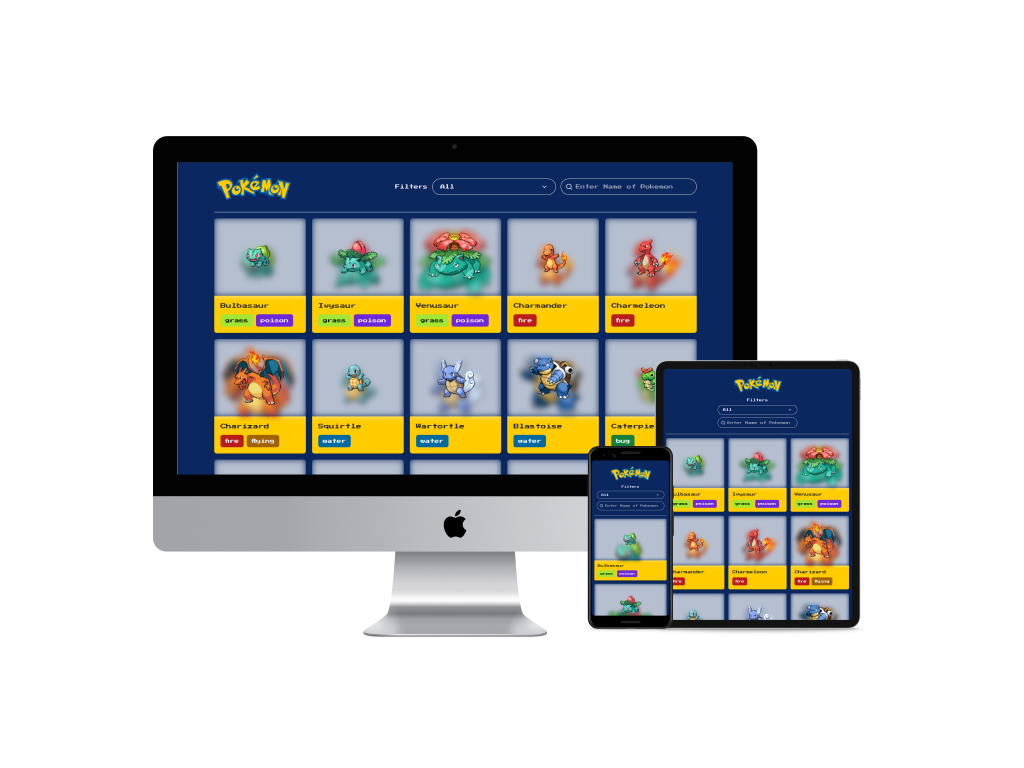 POKéMON
Filters All Enter Name of Pokemon
Bulbasaur Ivysaur Venusaur Charmander Charmeleon
grass poison grass poison grass poison fire fire
Charizard Squirtle Wartortle Blastoise Caterpie
fire flying water water water bug
POKéMON
Filters
All
Enter Name of Pokemon
Bulbasaur
grass poison
POKéMON
Filters
All
Enter Name of Pokemon
ulbasaur Ivysaur Venusaur
grass poison grass poison grass poison
harmander Charmeleon Charizard
fire fire fire flying